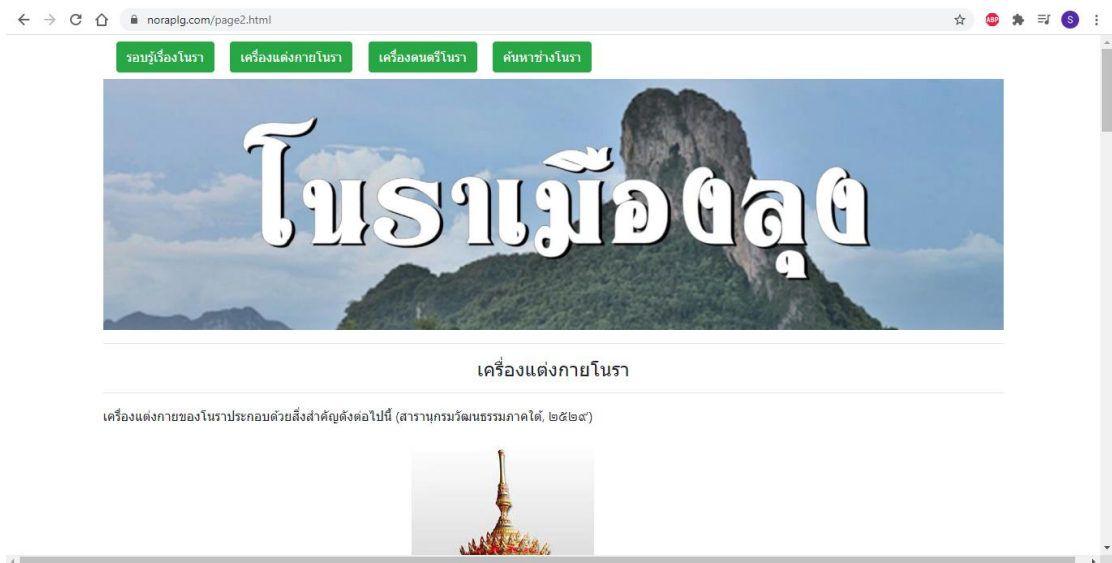 noraplg.com/page2.html
ABP
S
รอบรู้เรื่องโนรา เครื่องแต่งกายโนรา เครื่องดนตรีโนรา ค้นหาช่างโนรา
โนราเมืองลุง
เครื่องแต่งกายโนรา
เครื่องแต่งกายของโนราประกอบด้วยสิ่งสำคัญดังต่อไปนี้ (สารานุกรมวัฒนธรรมภาคใต้, ๒๕๒๙)